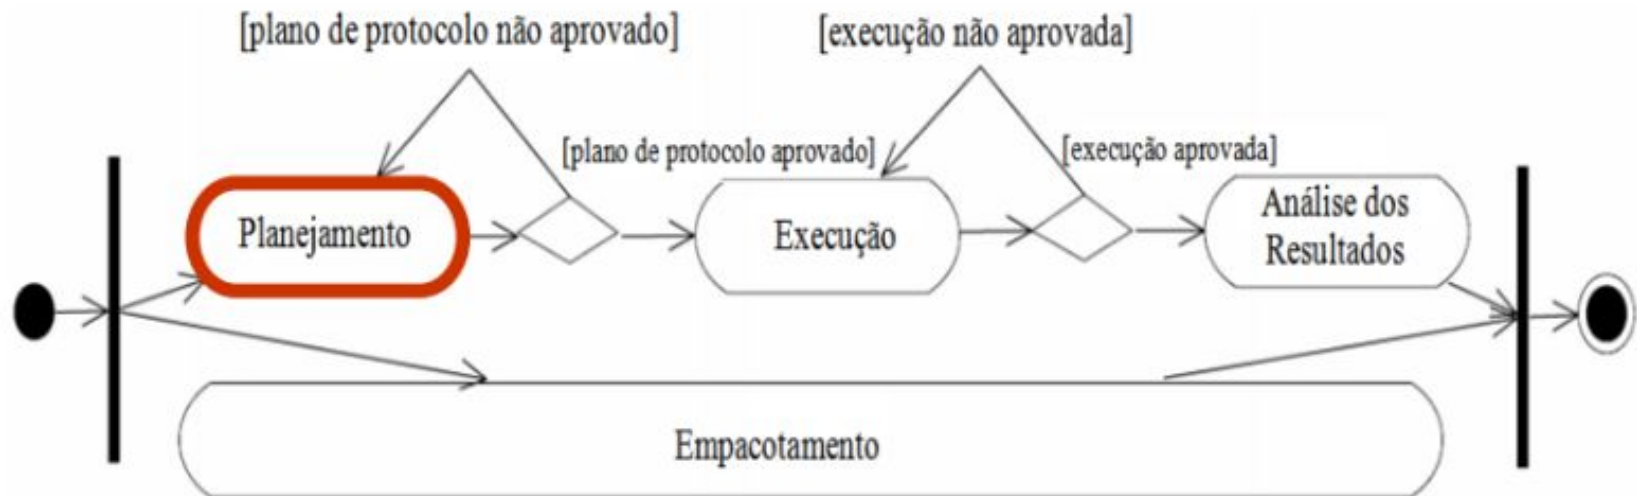 [plano de protocolo não aprovado]
[execução não aprovada]
[plano de protocolo aprovado]
[execução aprovada]
Planejamento
Execução
Análise dos
Resultados
Empacotamento